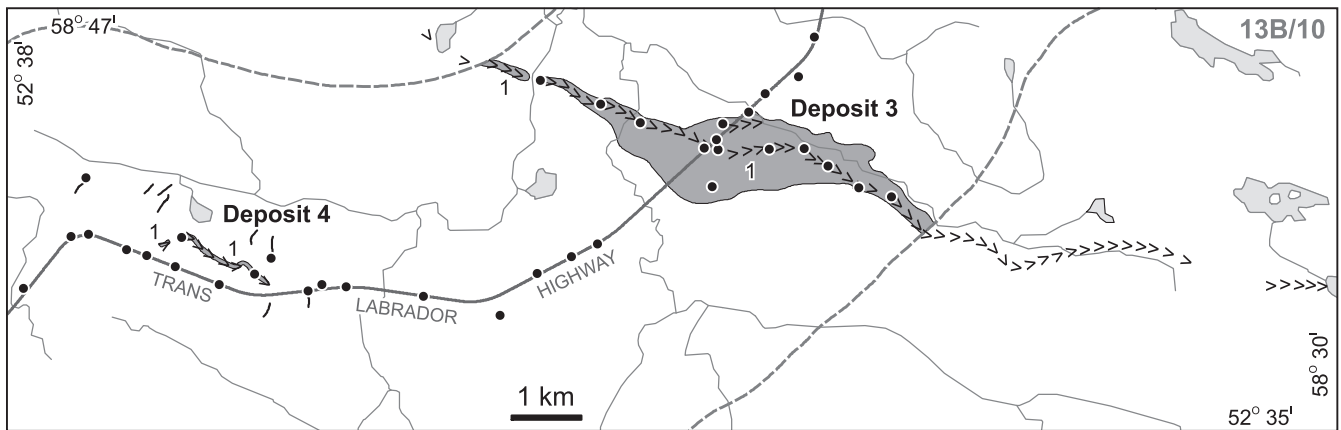 58° 47'
13B/10
52° 38'
1
Deposit 3
1
Deposit 4
1
1
TRANS
LABRADOR
HIGHWAY
1 km
58° 30'
52° 35'